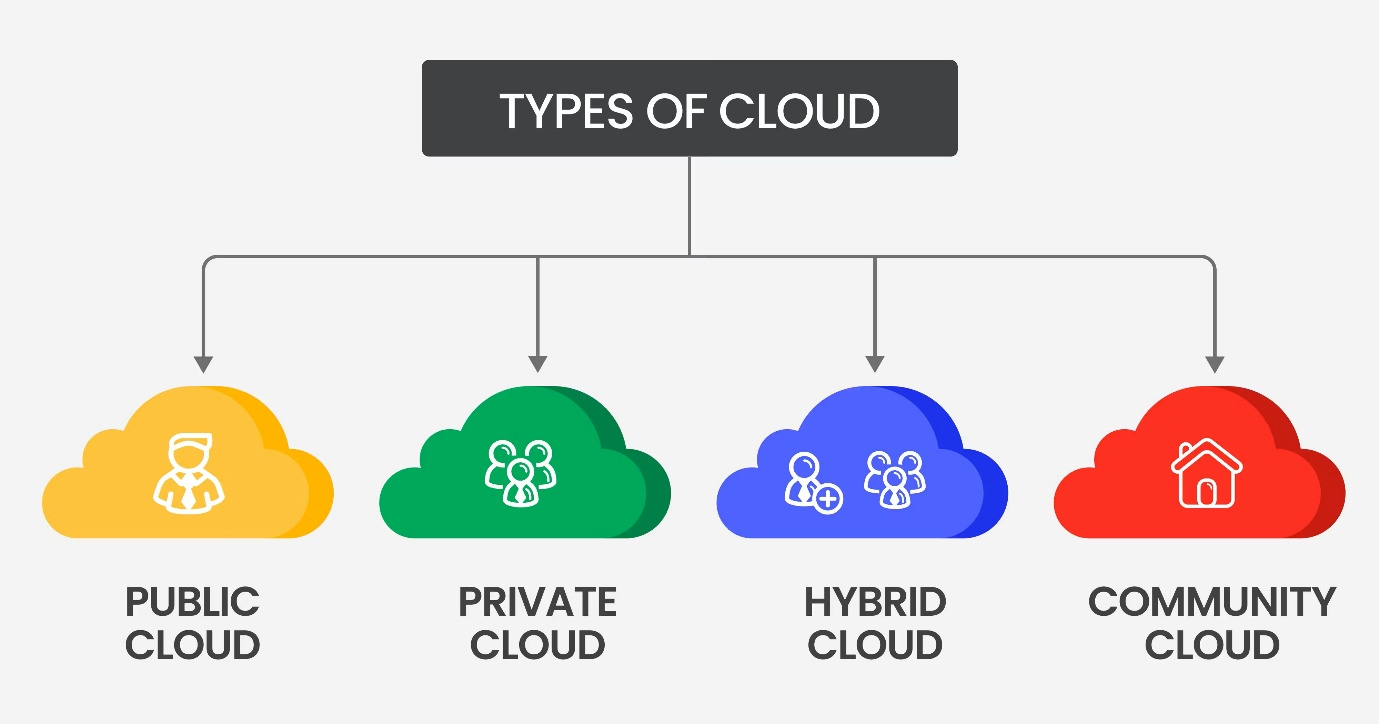 TYPES OF CLOUD
PUBLIC
CLOUD
PRIVATE
CLOUD
HYBRID
CLOUD
COMMUNITY
CLOUD